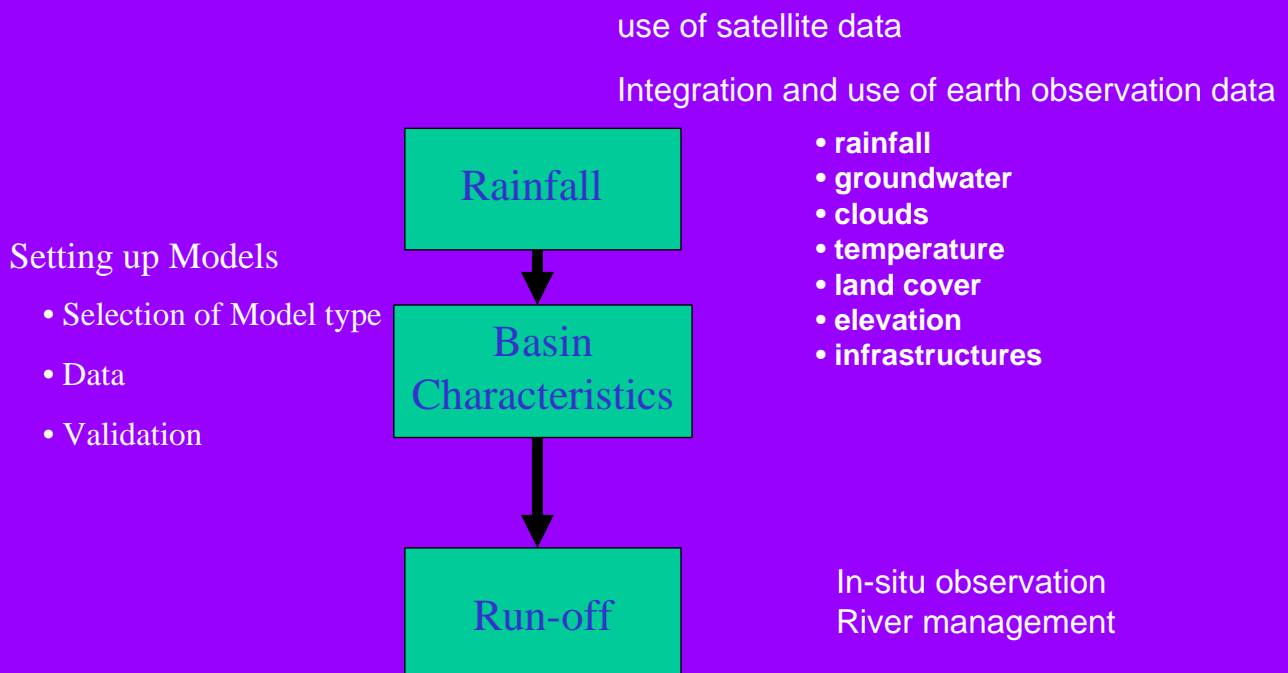 use of satellite data
Integration and use of earth observation data
• rainfall
• groundwater
• clouds
• temperature
• land cover
• elevation
• infrastructures
Rainfall
Setting up Models
• Selection of Model type
• Data
• Validation
Basin
Characteristics
Run-off
In-situ observation
River management